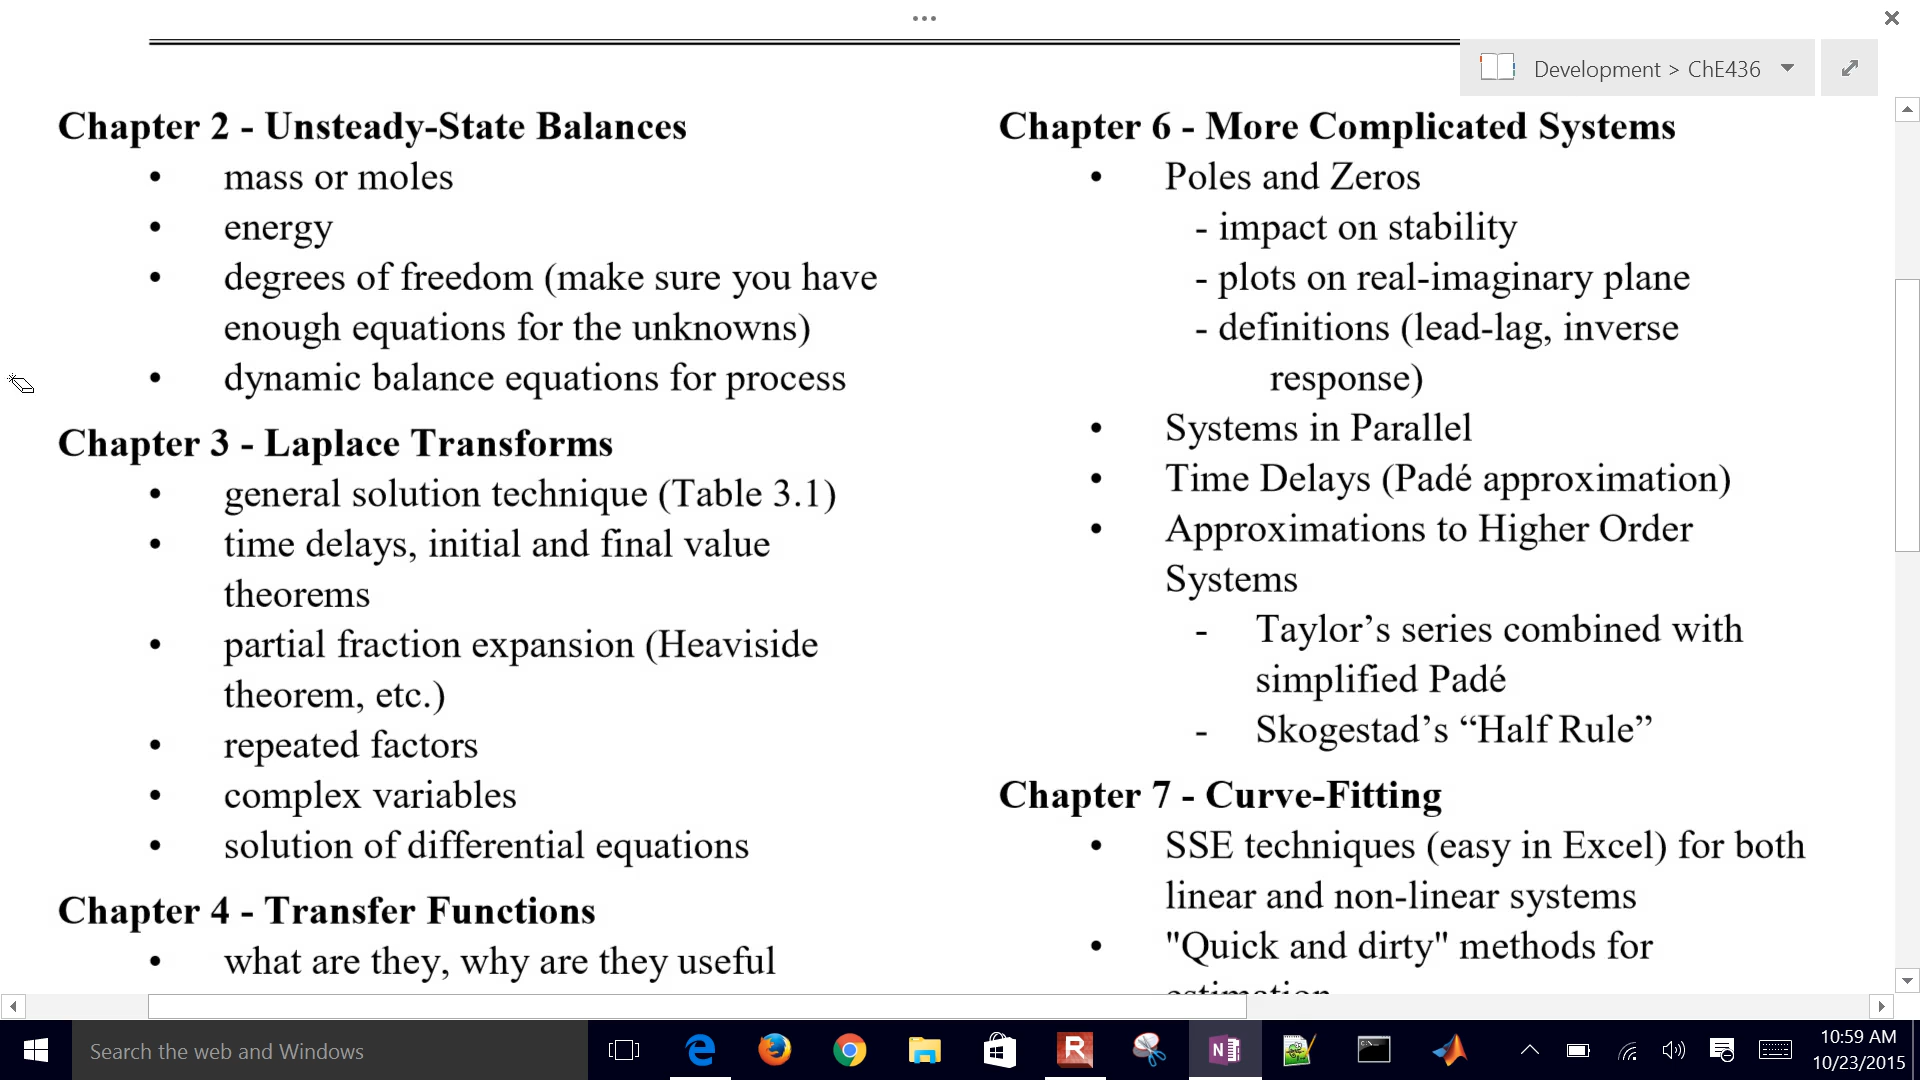 Development > ChE436
Chapter 2 - Unsteady-State Balances
• mass or moles
• energy
• degrees of freedom (make sure you have
enough equations for the unknowns)
• dynamic balance equations for process
Chapter 3 - Laplace Transforms
• general solution technique (Table 3.1)
• time delays, initial and final value
theorems
• partial fraction expansion (Heaviside
theorem, etc.)
• repeated factors
• complex variables
• solution of differential equations
Chapter 4 - Transfer Functions
• what are they, why are they useful
Chapter 6 - More Complicated Systems
• Poles and Zeros
- impact on stability
- plots on real-imaginary plane
- definitions (lead-lag, inverse
response)
• Systems in Parallel
• Time Delays (Padé approximation)
• Approximations to Higher Order
Systems
- Taylor’s series combined with
simplified Padé
- Skogestad’s “Half Rule”
Chapter 7 - Curve-Fitting
• SSE techniques (easy in Excel) for both
linear and non-linear systems
• "Quick and dirty" methods for
estimation
Search the web and Windows
10:59 AM
10/23/2015